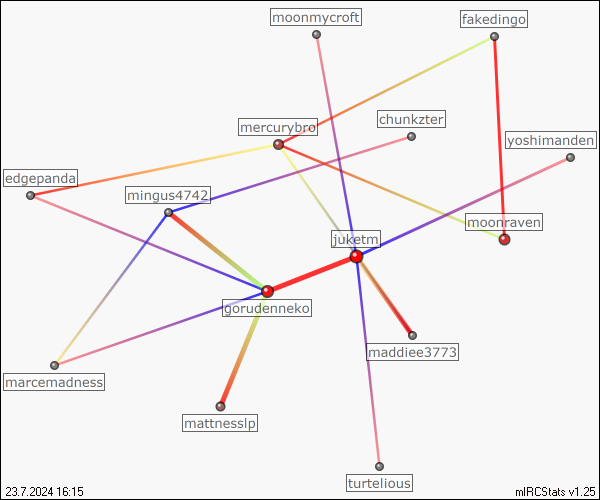 moonmycroft
fakedingo
chunkzter
mercurybro
yoshimanden
edgepanda
mingus4742
moonraven
juketm
gorudenneko
maddiee3773
marcemadness
mattnesslp
turtelious
23.7.2024 16:15
mIRCStats v1.25